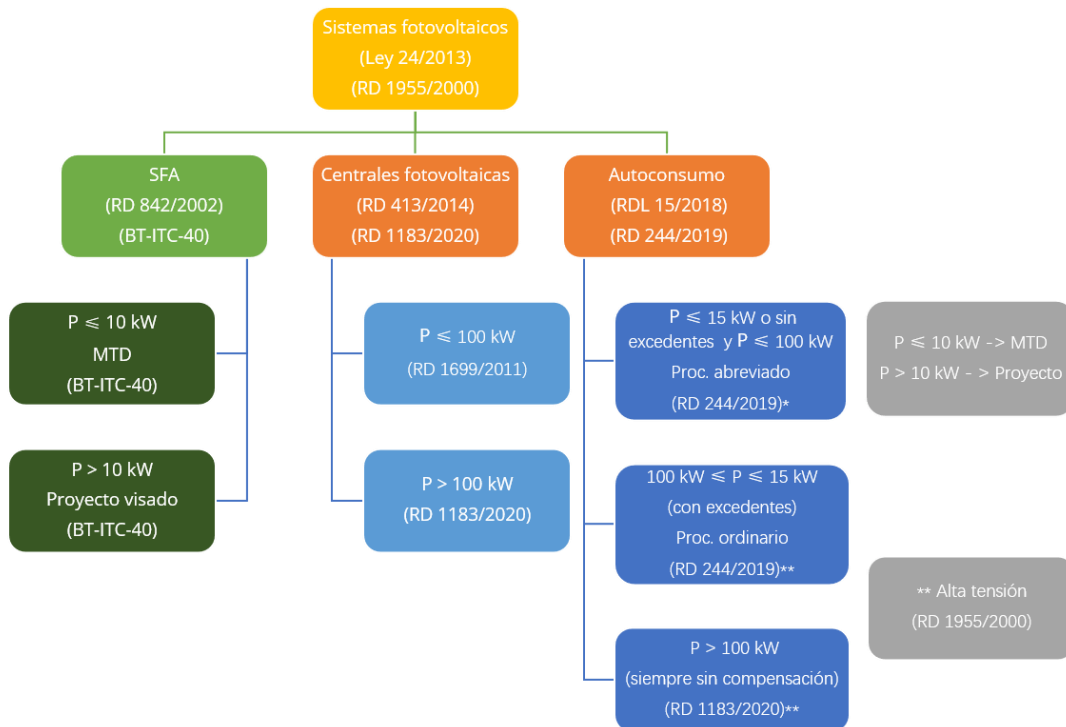 Sistemas fotovoltaicos
(Ley 24/2013)
(RD 1955/2000)
SFA
(RD 842/2002)
(BT-ITC-40)
Centrales fotovoltaicas
(RD 413/2014)
(RD 1183/2020)
Autoconsumo
(RDL 15/2018)
(RD 244/2019)
P ≤ 10 kW
MTD
(BT-ITC-40)
P > 10 kW
Proyecto visado
(BT-ITC-40)
P ≤ 100 kW
(RD 1699/2011)
P > 100 kW
(RD 1183/2020)
P ≤ 15 kW o sin
excedentes y P ≤ 100 kW
Proc. abreviado
(RD 244/2019)*
100 kW ≤ P ≤ 15 kW
(con excedentes)
Proc. ordinario
(RD 244/2019)**
P > 100 kW
(siempre sin compensación)
(RD 1183/2020)**
P ≤ 10 kW -> MTD
P > 10 kW - > Proyecto
** Alta tensión
(RD 1955/2000)